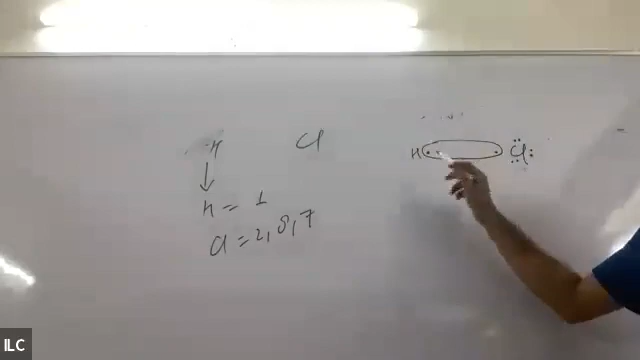 H Cl
H = 1
Cl = 2, 8, 7
H Cl
ILC